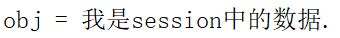 obj = 我是session中的数据.